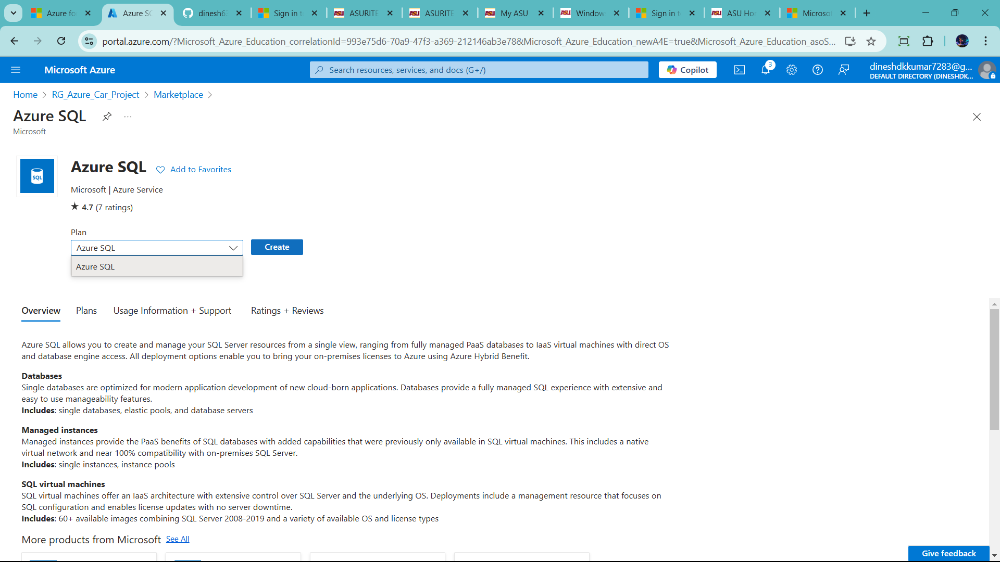 Azure fo
Azure SQ
dinesh63
Sign in t
ASURITE
ASURITE
My ASU
Window
Sign in t
ASU Hor
Microsof
portal.azure.com/?Microsoft_Azure_Education_correlationId=993e75d6-70a9-47f3-a369-212146ab3e78&Microsoft_Azure_Education_newA4E=true&Microsoft_Azure_Education_asoS...
Microsoft Azure
Search resources, services, and docs (G+/)
Copilot
3
dineshdkkumar7283@g...
DEFAULT DIRECTORY (DINESHDK...
Home > RG_Azure_Car_Project > Marketplace >
Azure SQL
...
Microsoft
SQL
Azure SQL
Add to Favorites
Microsoft | Azure Service
★ 4.7 (7 ratings)
Plan
Azure SQL
Create
Azure SQL
Overview
Plans
Usage Information + Support
Ratings + Reviews
Azure SQL allows you to create and manage your SQL Server resources from a single view, ranging from fully managed PaaS databases to IaaS virtual machines with direct OS
and database engine access. All deployment options enable you to bring your on-premises licenses to Azure using Azure Hybrid Benefit.
Databases
Single databases are optimized for modern application development of new cloud-born applications. Databases provide a fully managed SQL experience with extensive and
easy to use manageability features.
Includes: single databases, elastic pools, and database servers
Managed instances
Managed instances provide the PaaS benefits of SQL databases with added capabilities that were previously only available in SQL virtual machines. This includes a native
virtual network and near 100% compatibility with on-premises SQL Server.
Includes: single instances, instance pools
SQL virtual machines
SQL virtual machines offer an IaaS architecture with extensive control over SQL Server and the underlying OS. Deployments include a management resource that focuses on
SQL configuration and enables license updates with no server downtime.
Includes: 60+ available images combining SQL Server 2008-2019 and a variety of available OS and license types
More products from Microsoft See All
Give feedback